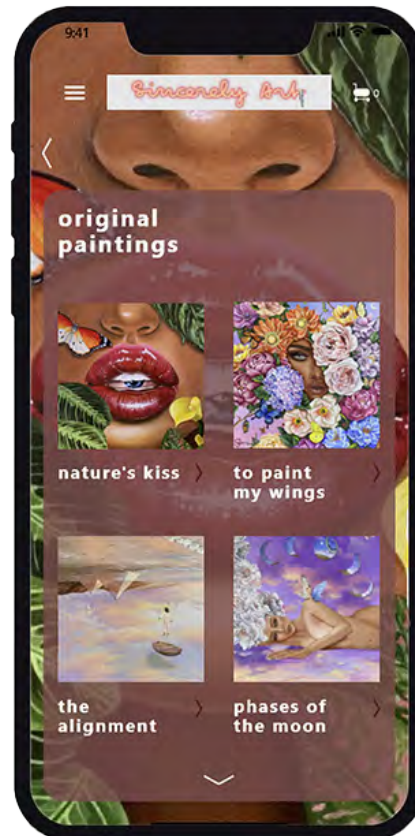 9:41
Sincerely Art
0
original
paintings
nature's kiss
to paint
my wings
the
alignment
phases of
the moon